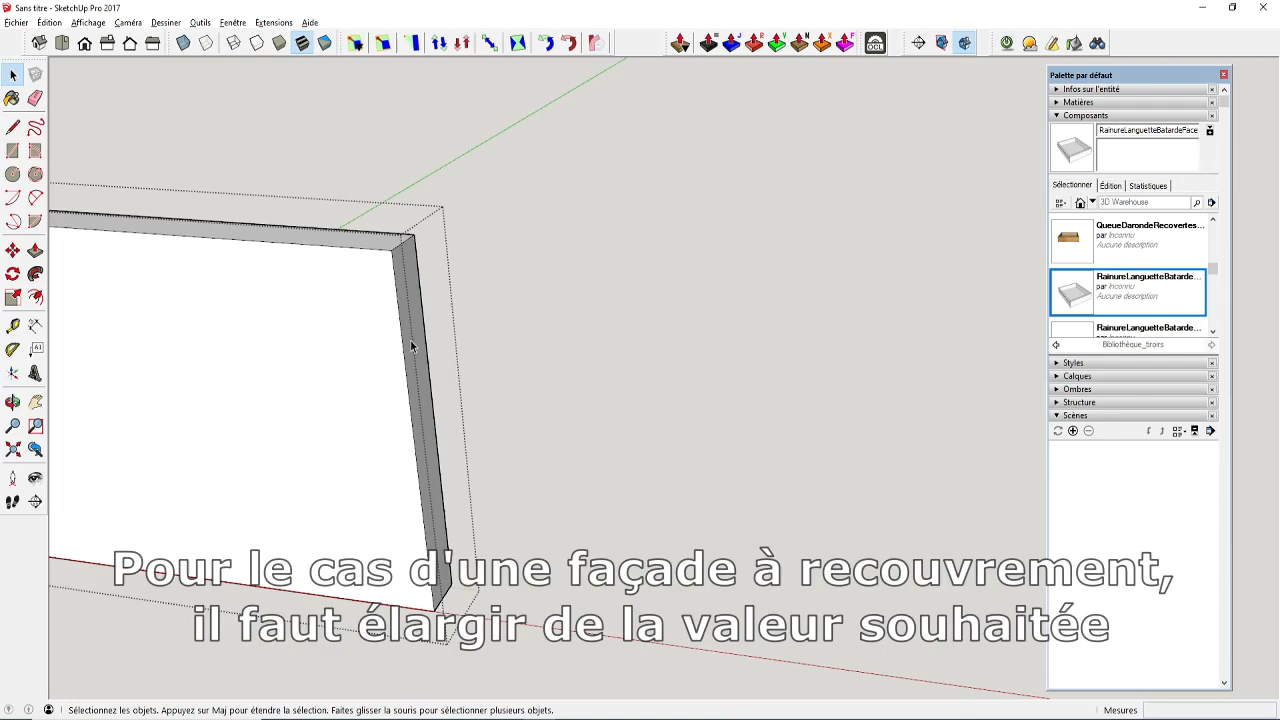 Sans titre - SketchUp Pro 2017
Fichier Édition Affichage Caméra Dessiner Outils Fenêtre Extensions Aide
OCL
Palette par défaut
Infos sur l'entité
Matières
Composants
RainureLanguetteBatardeFace
Sélectionner Édition Statistiques
3D Warehouse
QueueDarondeRecovertes...
par Inconnu
Aucune description
RainureLanguetteBatarde...
par Inconnu
Aucune description
RainureLanguetteBatarde...
par Inconnu
Bibliothèque_tiroirs
Styles
Calques
Ombres
Structure
Scènes
Pour le cas d'une façade à recouvrement,
il faut élargir de la valeur souhaitée
Sélectionnez les objets. Appuyez sur Maj pour étendre la sélection. Faites glisser la souris pour sélectionner plusieurs objets.
Mesures